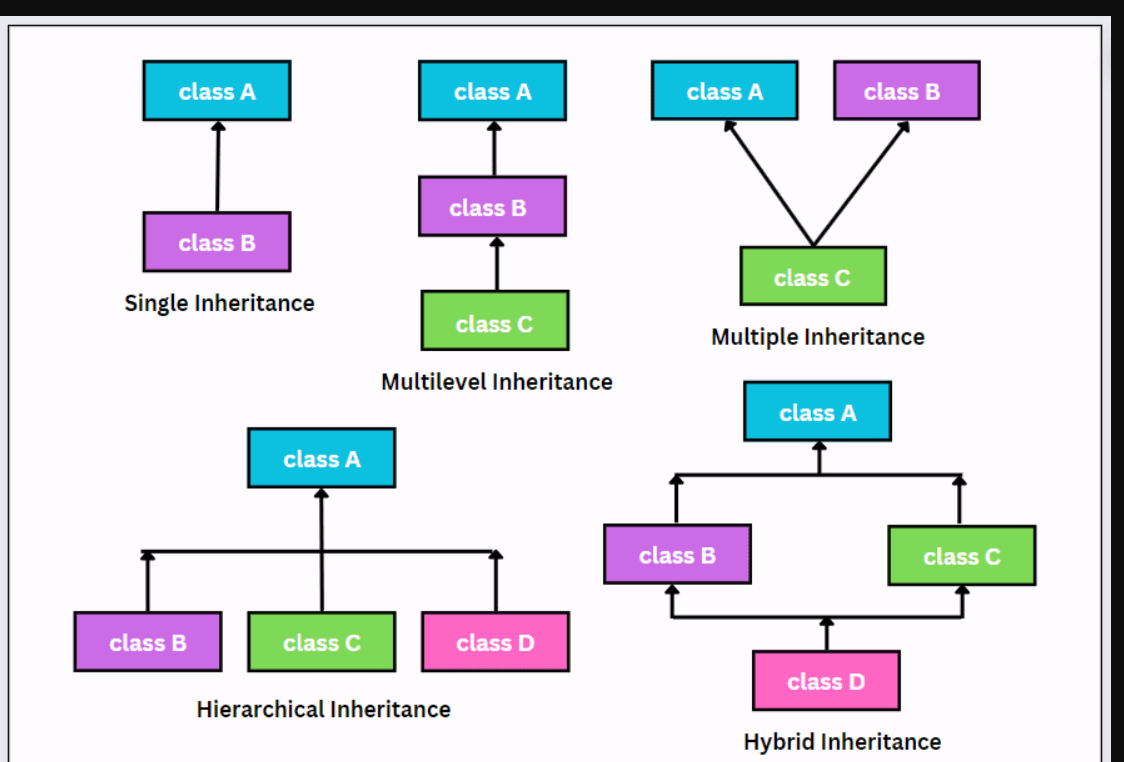 class A
class B
Single Inheritance
class A
class B
class C
Multilevel Inheritance
class A
class B
class C
Multiple Inheritance
class A
class B
class C
class D
Hierarchical Inheritance
class A
class B
class C
class D
Hybrid Inheritance